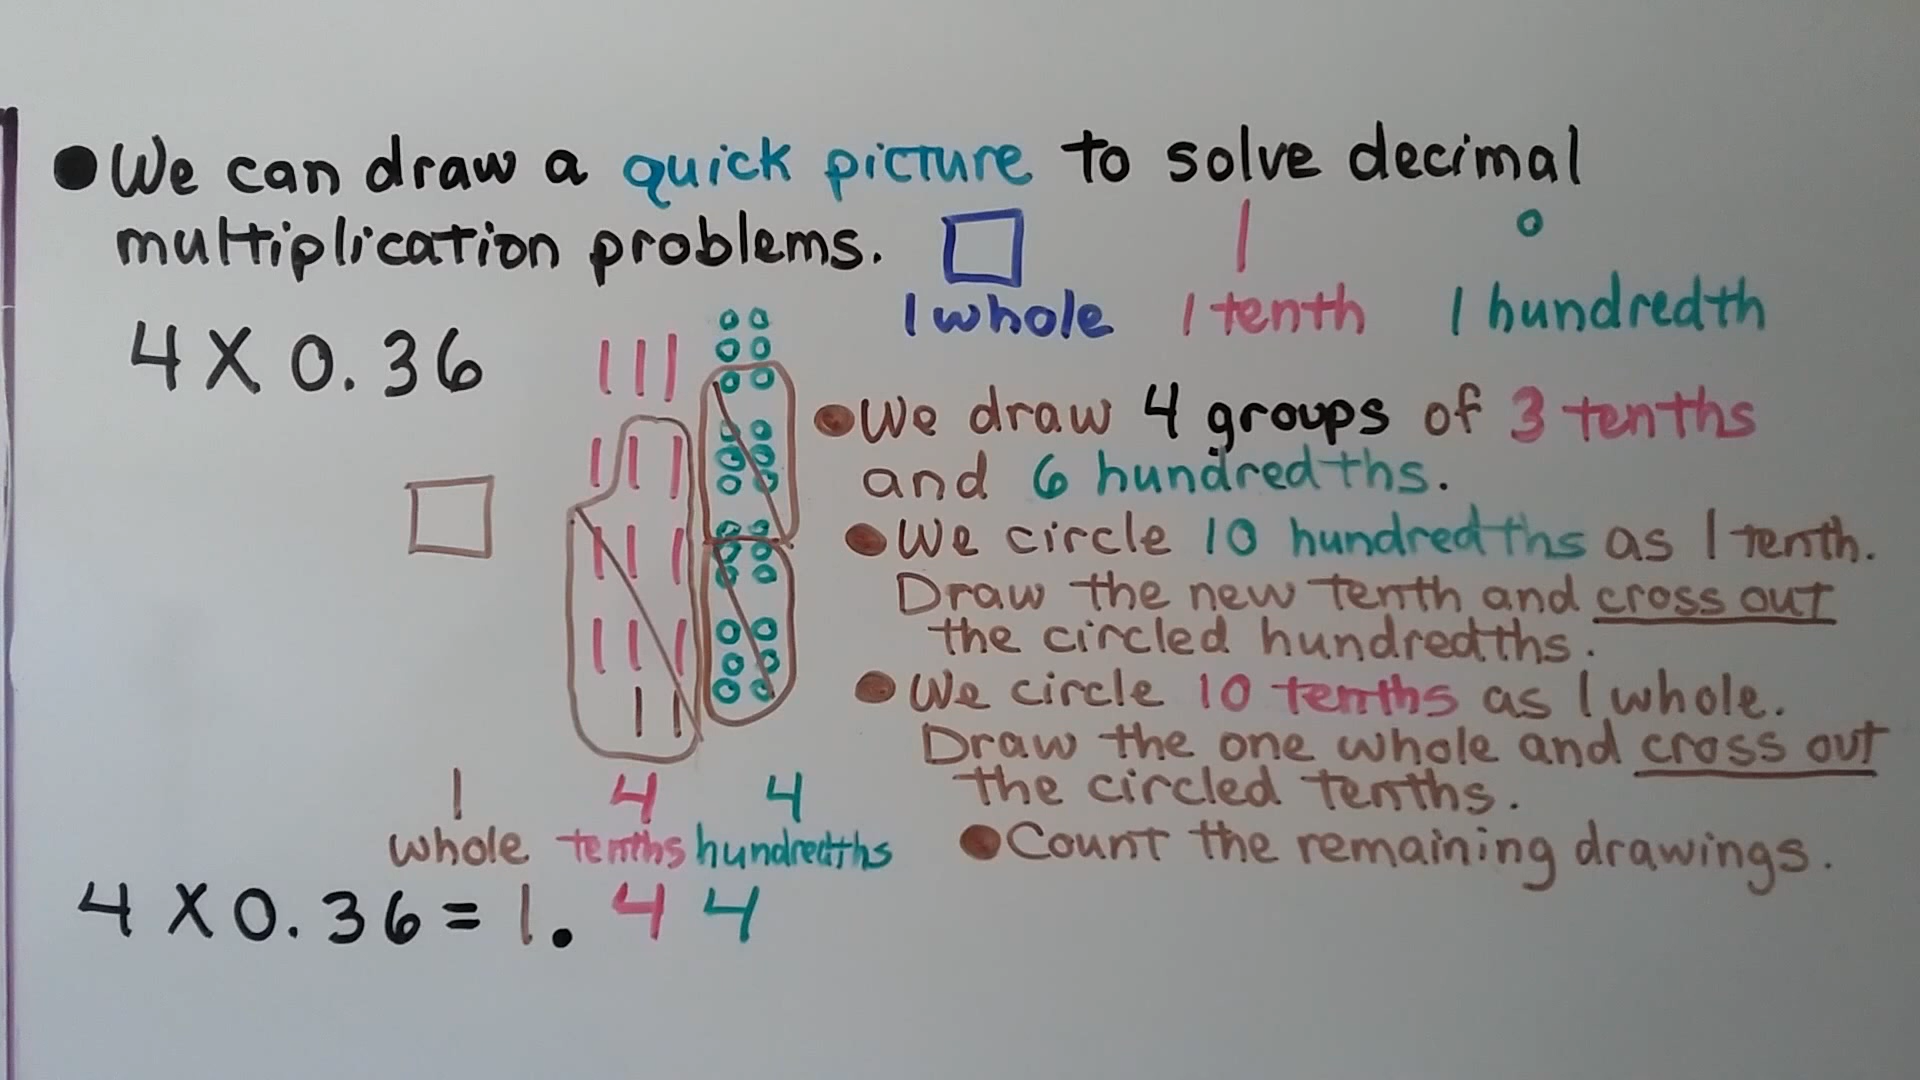 ●We can draw a quick picture to solve decimal
multiplication problems.
1 whole 1 tenth 1 hundredth
4 X 0.36
●We draw 4 groups of 3 tenths
and 6 hundredths.
●We circle 10 hundredths as 1 tenth.
Draw the new tenth and cross out
the circled hundredths.
●We circle 10 tenths as 1 whole.
Draw the one whole and cross out
the circled tenths.
●Count the remaining drawings.
1 4 4
whole tenths hundredths
4 X 0.36 = 1.44